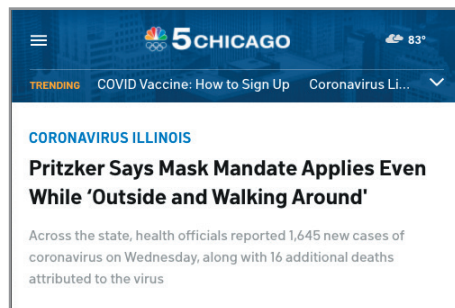 5 CHICAGO
83°
TRENDING COVID Vaccine: How to Sign Up Coronavirus Li...
CORONAVIRUS ILLINOIS
Pritzker Says Mask Mandate Applies Even
While ‘Outside and Walking Around'
Across the state, health officials reported 1,645 new cases of
coronavirus on Wednesday, along with 16 additional deaths
attributed to the virus